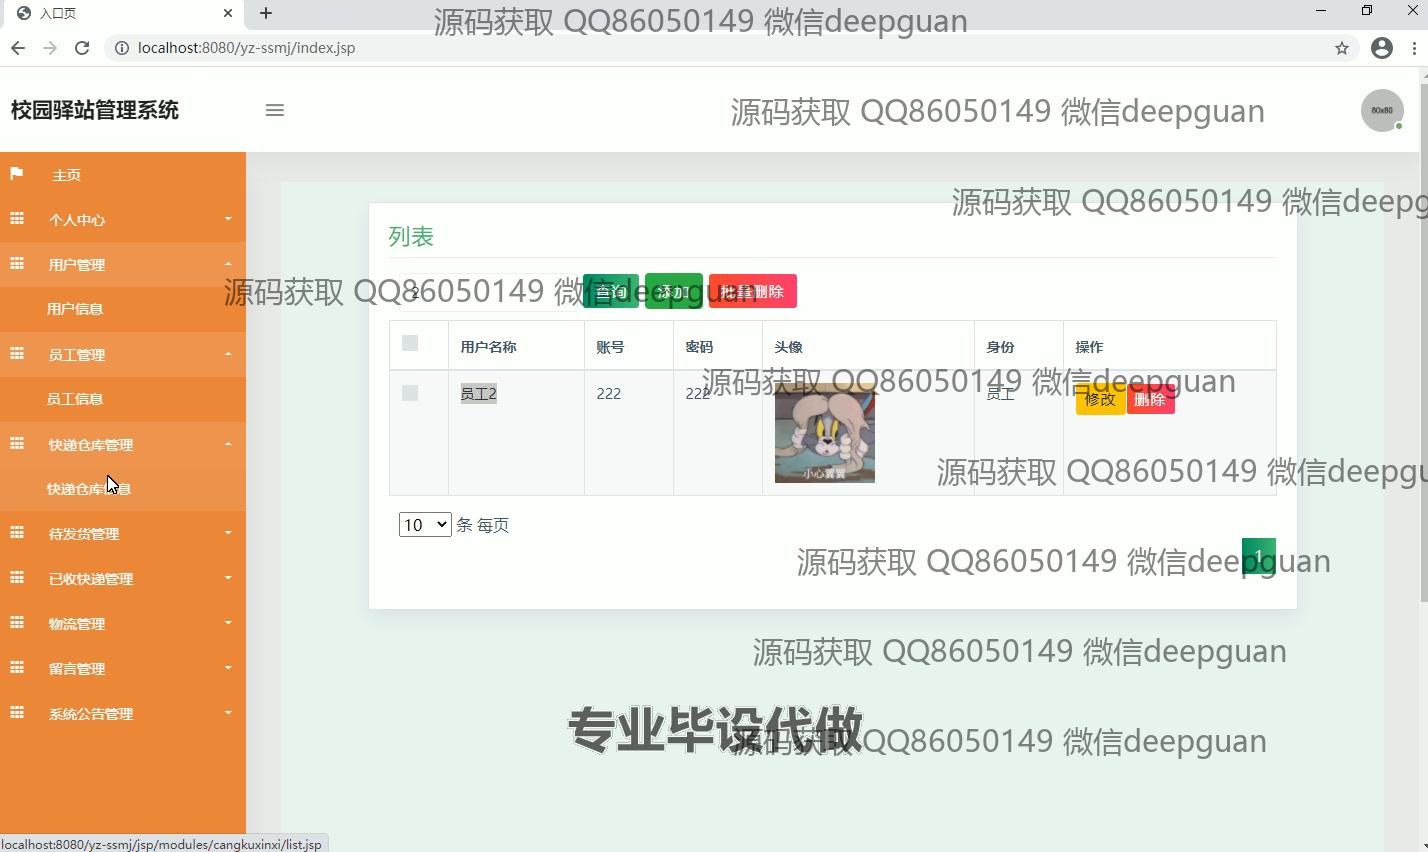 入口页
源码获取 QQ86050149 微信deepguan
localhost:8080/yz-ssmj/index.jsp
校园驿站管理系统
源码获取 QQ86050149 微信deepguan
80x80
主页
源码获取 QQ86050149 微信deepg
个人中心
列表
用户管理
源码获取 QQ86050149 微信deepguan
2
查询
添加
批量删除
用户信息
用户名称 账号 密码 头像 身份 操作
员工管理
源码获取 QQ86050149 微信deepguan
员工2 222 222 员工 修改 删除
员工信息
小心翼翼
快递仓库管理
源码获取 QQ86050149 微信deepgu
快递仓库信息
10 条 每页
待发货管理
1
源码获取 QQ86050149 微信deepguan
已收快递管理
物流管理
源码获取 QQ86050149 微信deepguan
留言管理
系统公告管理
专业毕设代做
源码获取 QQ86050149 微信deepguan
localhost:8080/yz-ssmj/jsp/modules/cangkuxinxi/list.jsp